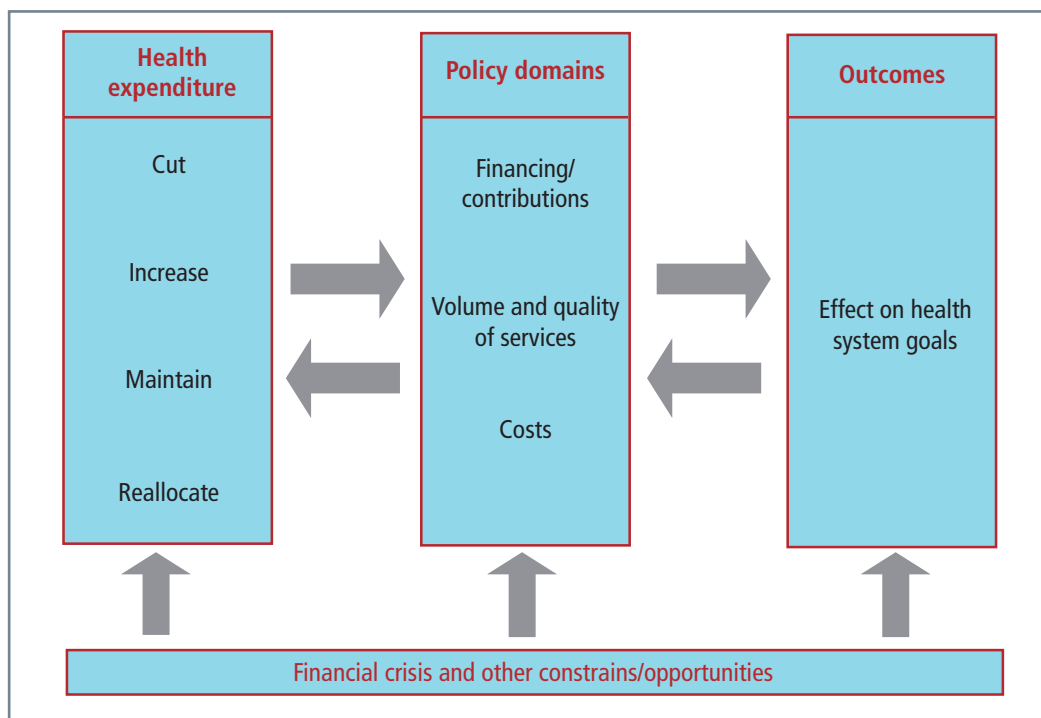 Health
expenditure
Cut
Increase
Maintain
Reallocate
Policy domains
Financing/
contributions
Volume and quality
of services
Costs
Outcomes
Effect on health
system goals
Financial crisis and other constrains/opportunities